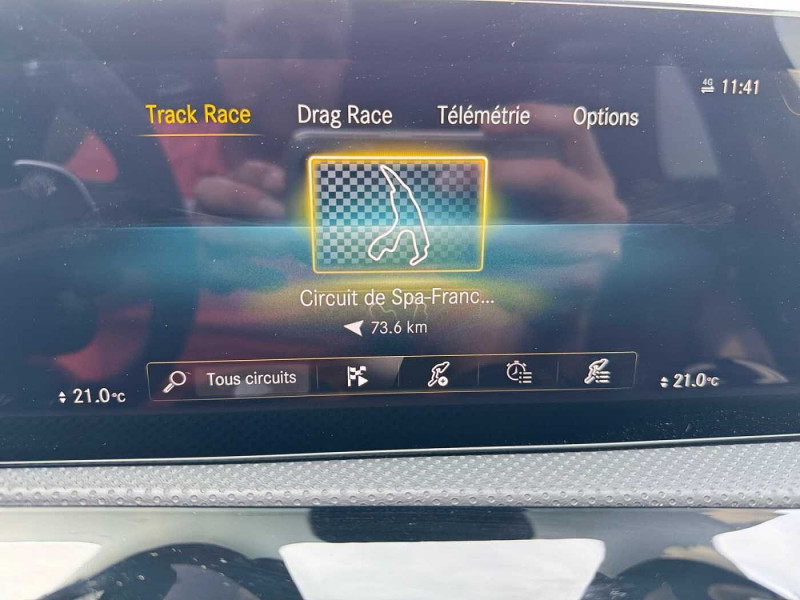 4G 11:41
Track Race Drag Race Télémétrie Options
Circuit de Spa-Franc...
73.6 km
Tous circuits
21.0°C 21.0°C